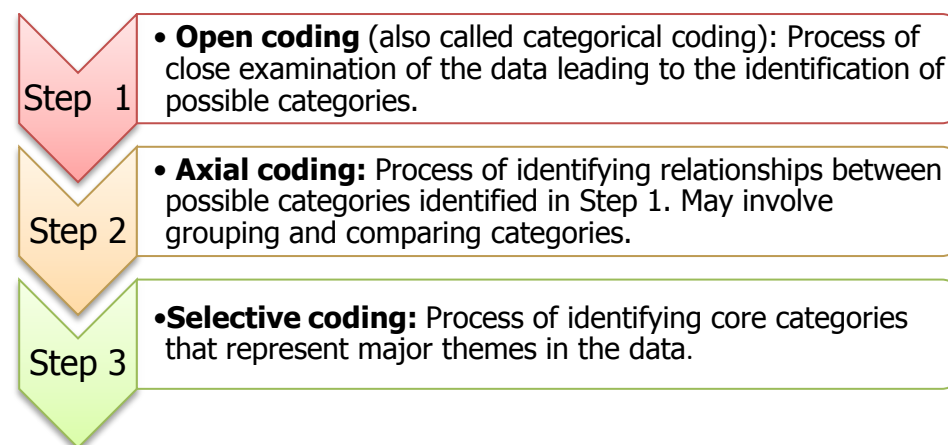 Step 1
• Open coding (also called categorical coding): Process of
close examination of the data leading to the identification of
possible categories.
Step 2
• Axial coding: Process of identifying relationships between
possible categories identified in Step 1. May involve
grouping and comparing categories.
Step 3
•Selective coding: Process of identifying core categories
that represent major themes in the data.